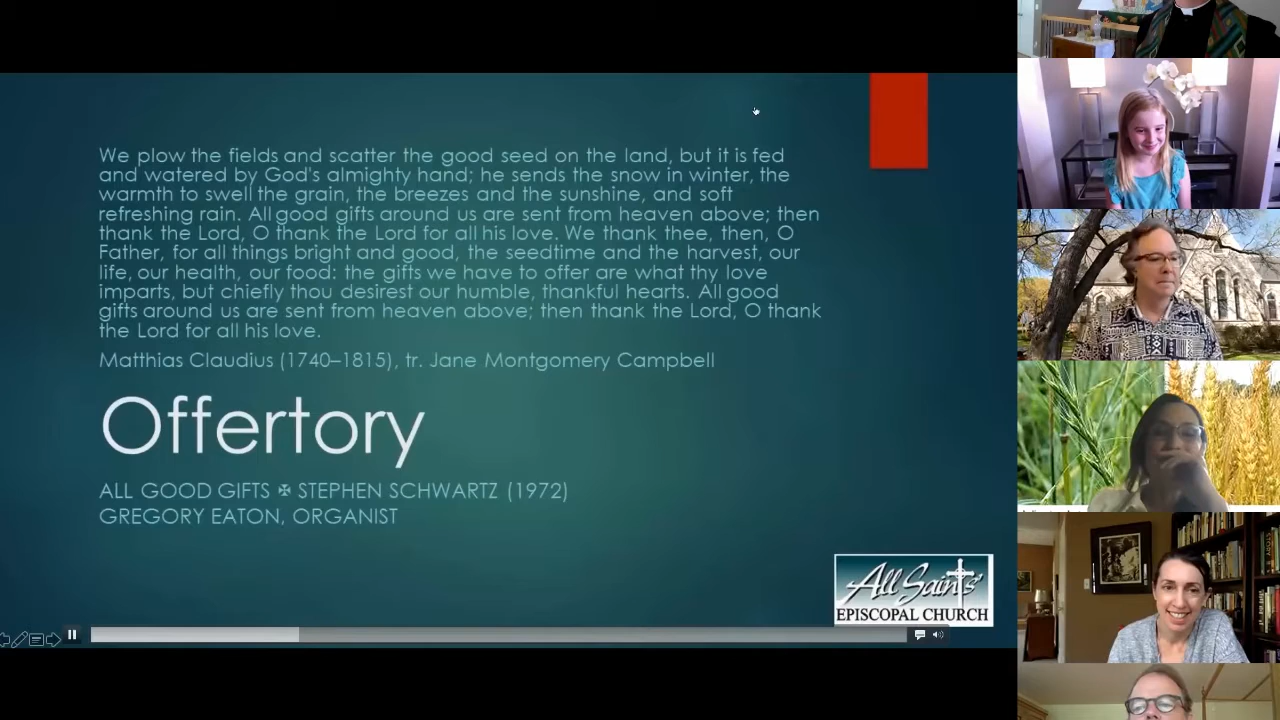 We plow the fields and scatter the good seed on the land, but it is fed
and watered by God's almighty hand; he sends the snow in winter, the
warmth to swell the grain, the breezes and the sunshine, and soft
refreshing rain. All good gifts around us are sent from heaven above; then
thank the Lord, O thank the Lord for all his love. We thank thee, then, O
Father, for all things bright and good, the seedtime and the harvest, our
life, our health, our food: the gifts we have to offer are what thy love
imparts, but chiefly thou desirest our humble, thankful hearts. All good
gifts around us are sent from heaven above; then thank the Lord, O thank
the Lord for all his love.
Matthias Claudius (1740–1815), tr. Jane Montgomery Campbell
Offertory
ALL GOOD GIFTS ✠ STEPHEN SCHWARTZ (1972)
GREGORY EATON, ORGANIST
All Saints'
EPISCOPAL CHURCH